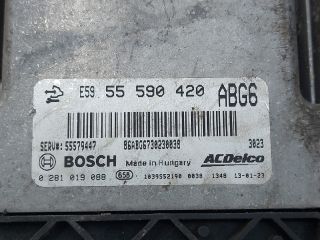 E59 55 590 420 ABG6
SERV#: 55579447 86ABG6730230038 3023
BOSCH Made in Hungary ACDelco
0 281 019 088 658 1039S52190 0038 1348 13-01-23